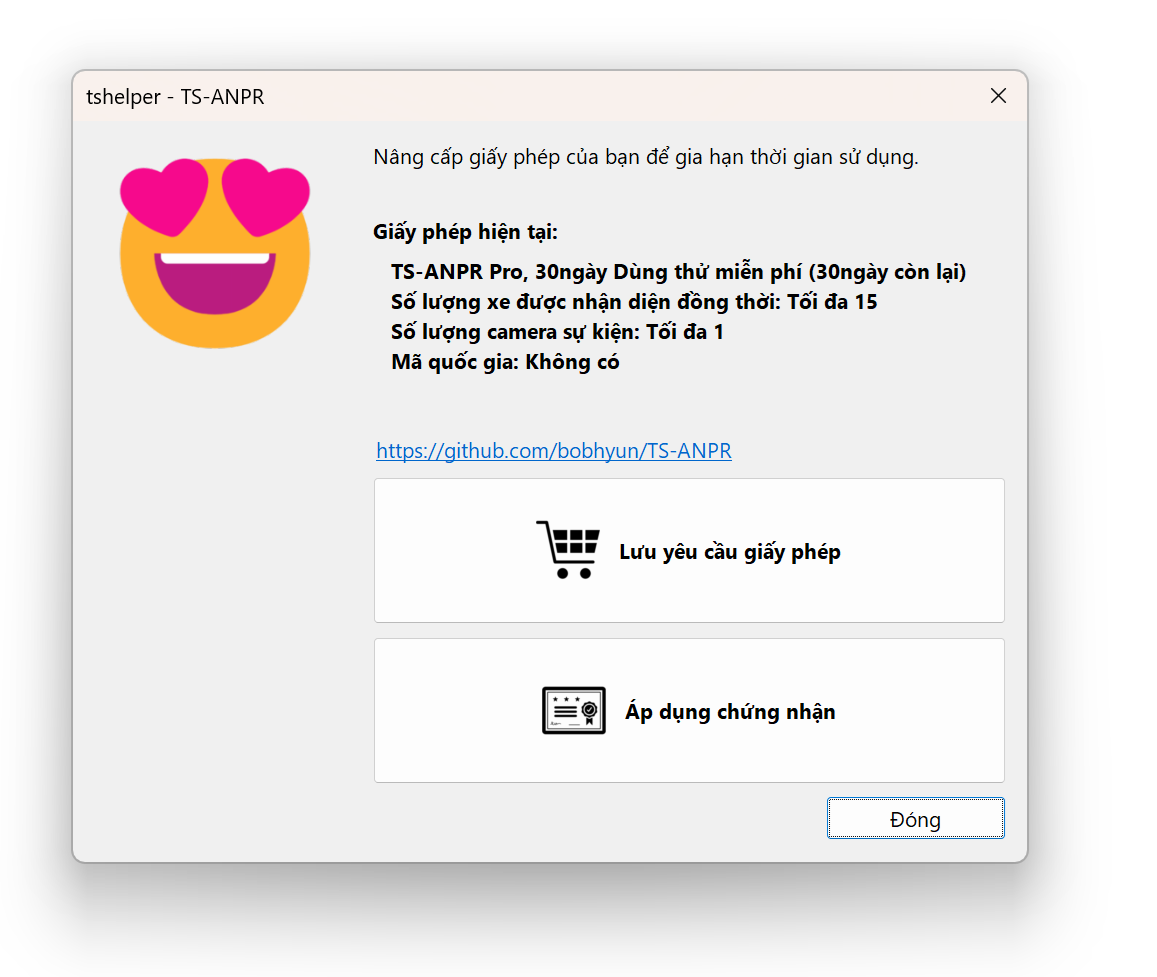 tshelper - TS-ANPR
Nâng cấp giấy phép của bạn để gia hạn thời gian sử dụng.
Giấy phép hiện tại:
TS-ANPR Pro, 30ngày Dùng thử miễn phí (30ngày còn lại)
Số lượng xe được nhận diện đồng thời: Tối đa 15
Số lượng camera sự kiện: Tối đa 1
Mã quốc gia: Không có
https://github.com/bobhyun/TS-ANPR
Lưu yêu cầu giấy phép
Áp dụng chứng nhận
Đóng